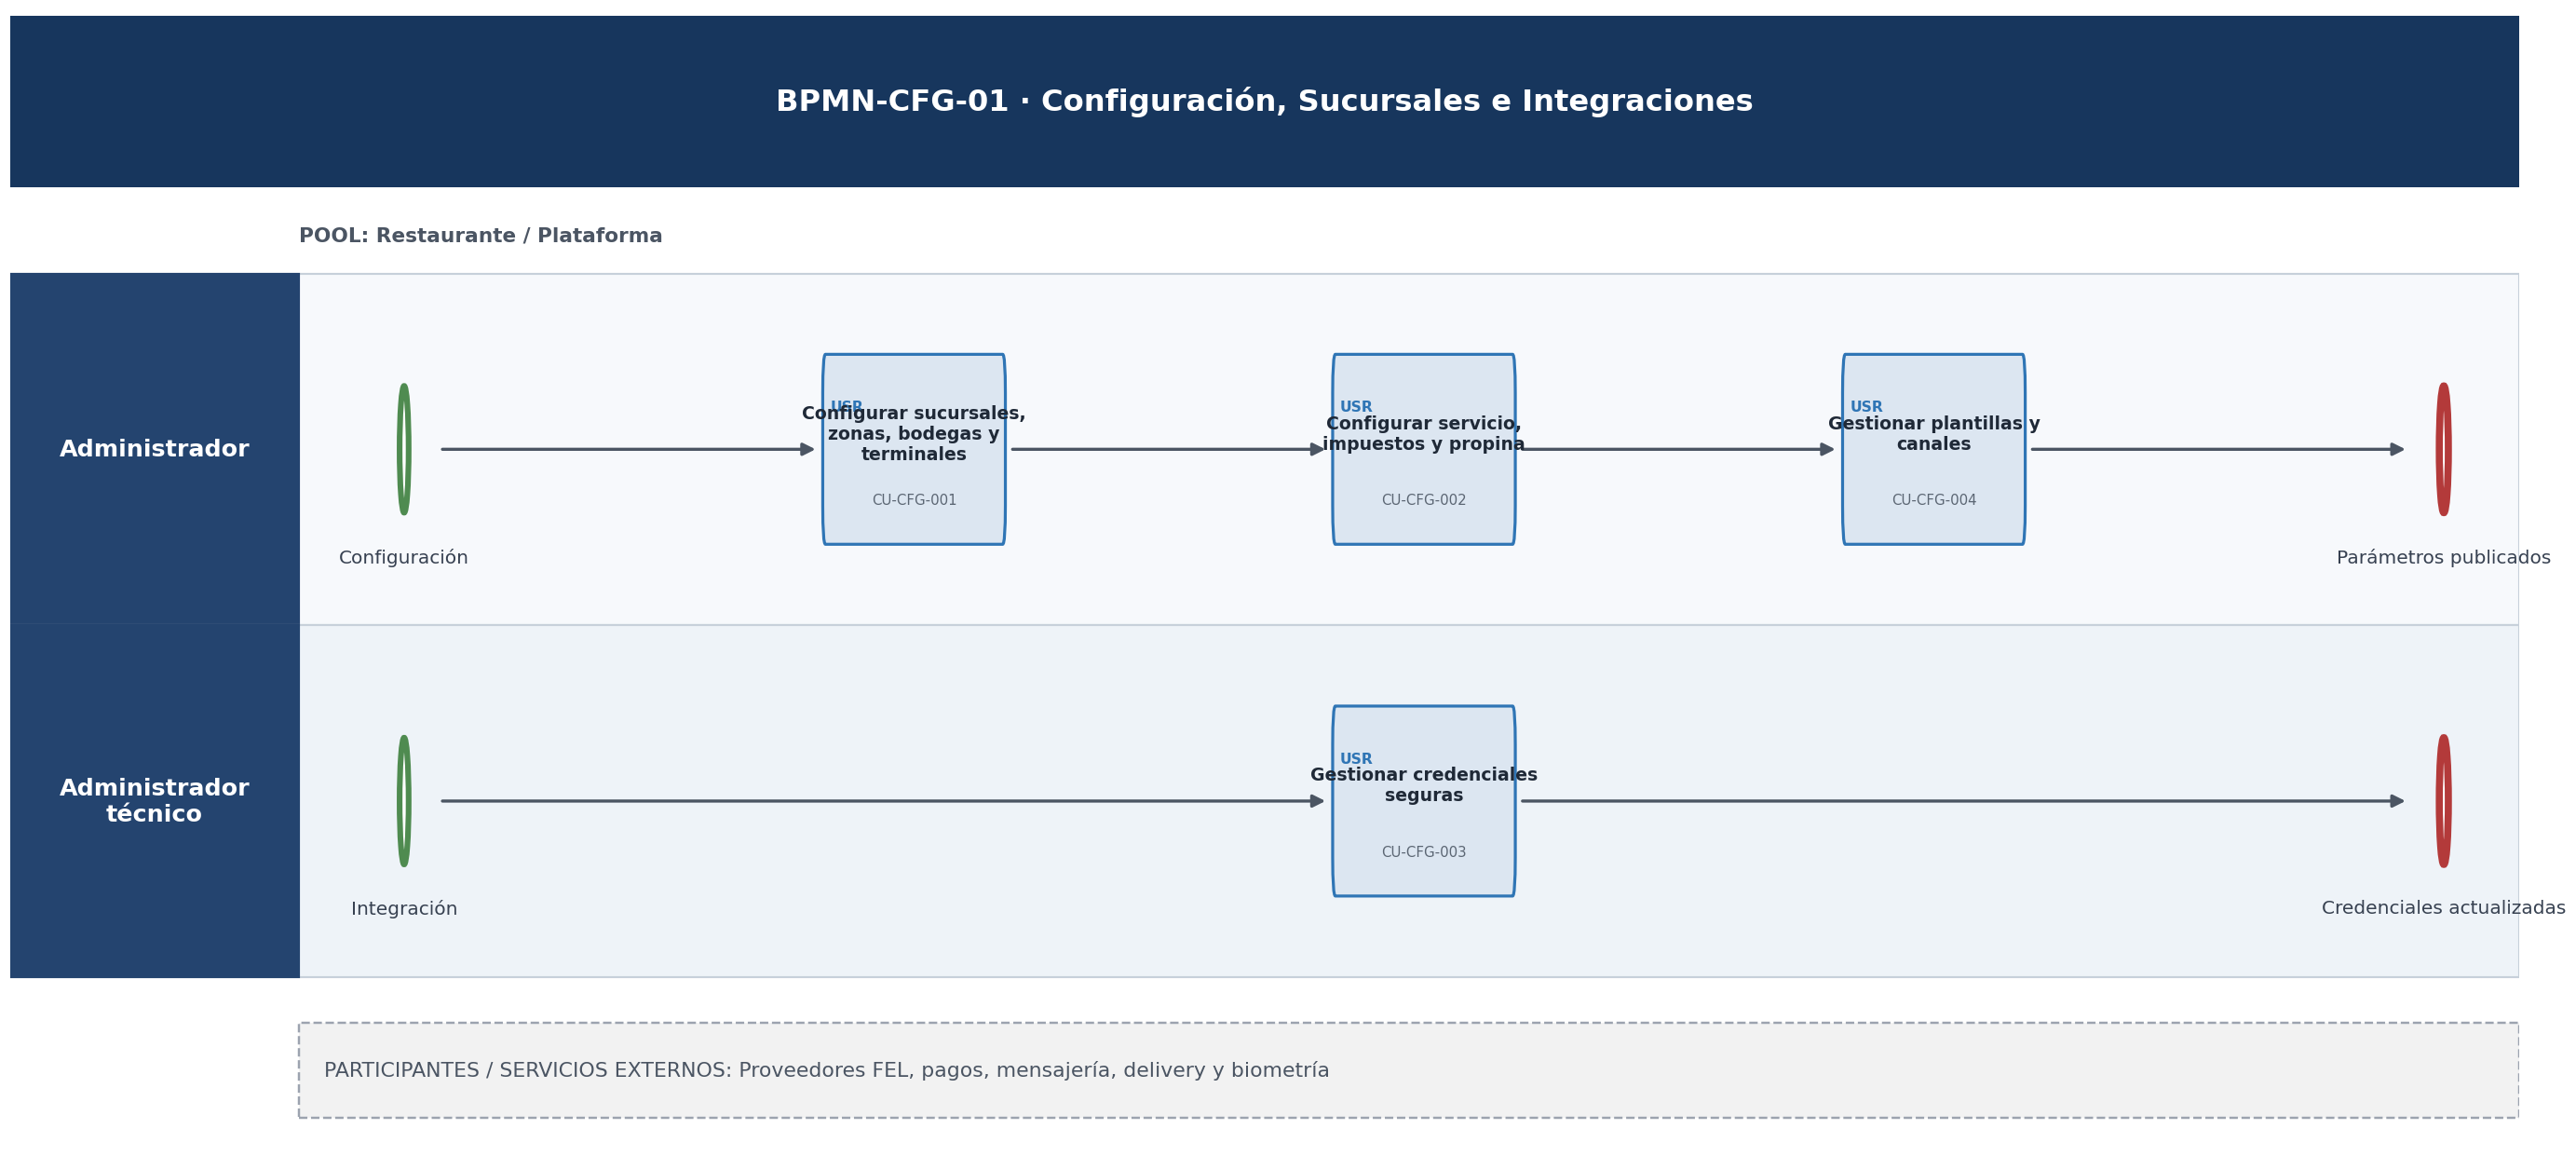 BPMN-CFG-01 · Configuración, Sucursales e Integraciones
POOL: Restaurante / Plataforma
Administrador
Configuración
USR
Configurar sucursales,
zonas, bodegas y
terminales
CU-CFG-001
USR
Configurar servicio,
impuestos y propina
CU-CFG-002
USR
Gestionar plantillas y
canales
CU-CFG-004
Parámetros publicados
Administrador
técnico
Integración
USR
Gestionar credenciales
seguras
CU-CFG-003
Credenciales actualizadas
PARTICIPANTES / SERVICIOS EXTERNOS: Proveedores FEL, pagos, mensajería, delivery y biometría